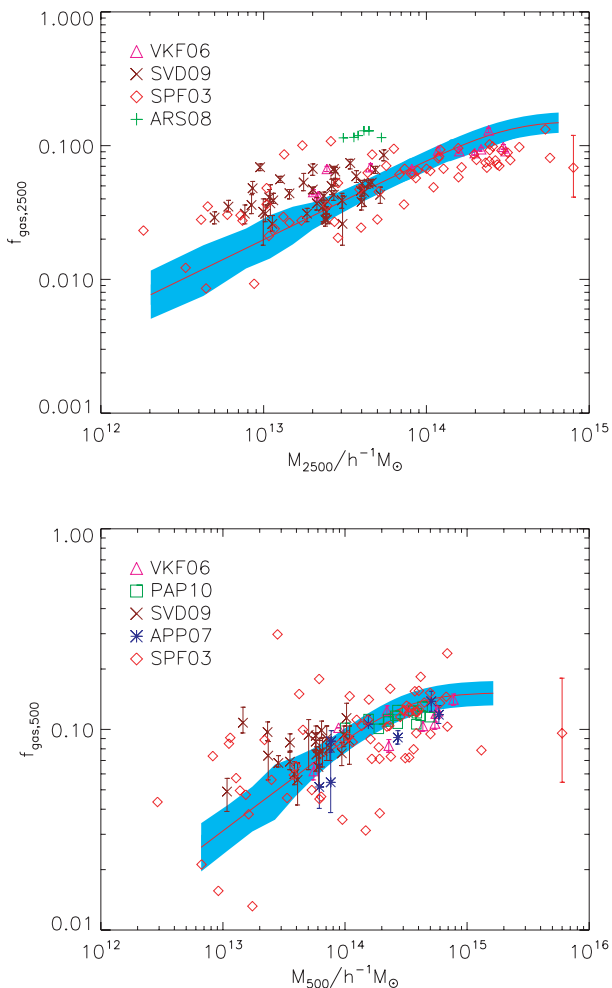 1.000
VKF06
SVD09
SPF03
ARS08
0.100
f_gas,2500
0.010
0.001
10^12 10^13 10^14 10^15
M_2500/h^-1M_⊙
1.00
VKF06
PAP10
SVD09
APP07
SPF03
f_gas,500
0.10
0.01
10^12 10^13 10^14 10^15 10^16
M_500/h^-1M_⊙